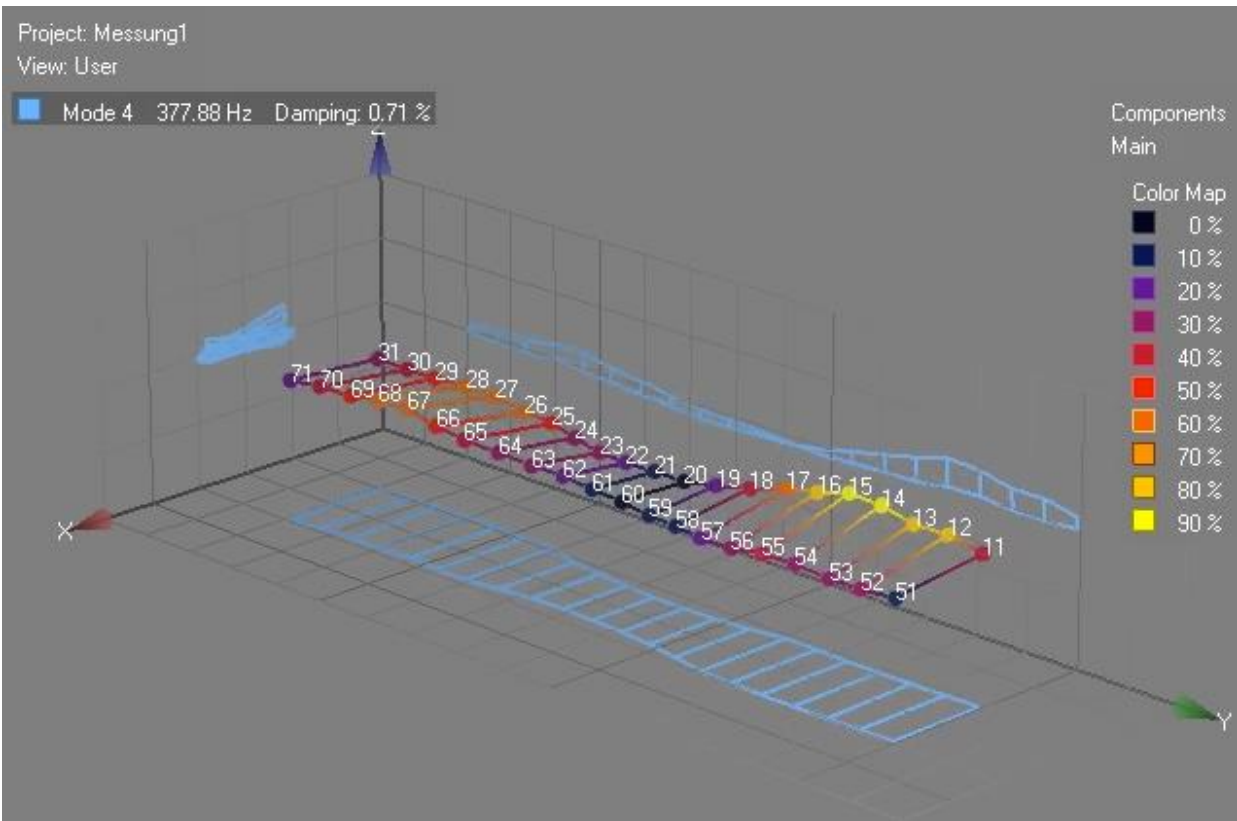 Project: Messung1
View: User
Mode 4 377.88 Hz Damping: 0.71 %
Z
Components
Main
Color Map
0 %
10 %
20 %
30 %
40 %
50 %
60 %
70 %
80 %
90 %
31 30 29 28 27 26 25 24 23 22 21 20 19 18 17 16 15 14 13 12 11
71 70 69 68 67 66 65 64 63 62 61 60 59 58 57 56 55 54 53 52 51
X
Y